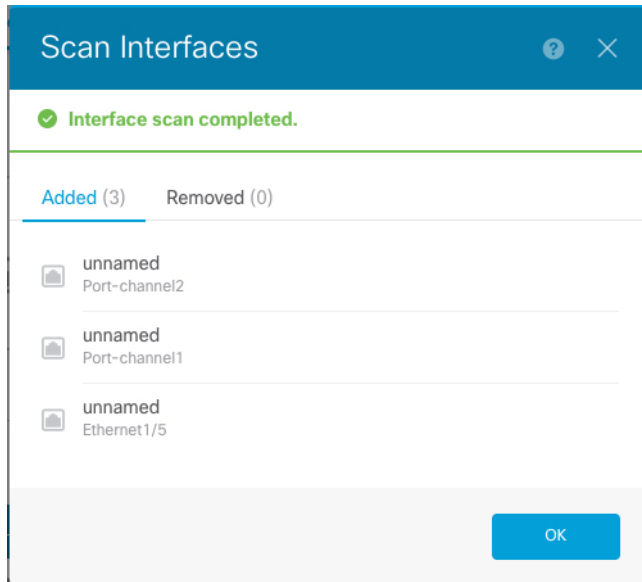 Scan Interfaces
Interface scan completed.
Added (3) Removed (0)
unnamed
Port-channel2
unnamed
Port-channel1
unnamed
Ethernet1/5
OK